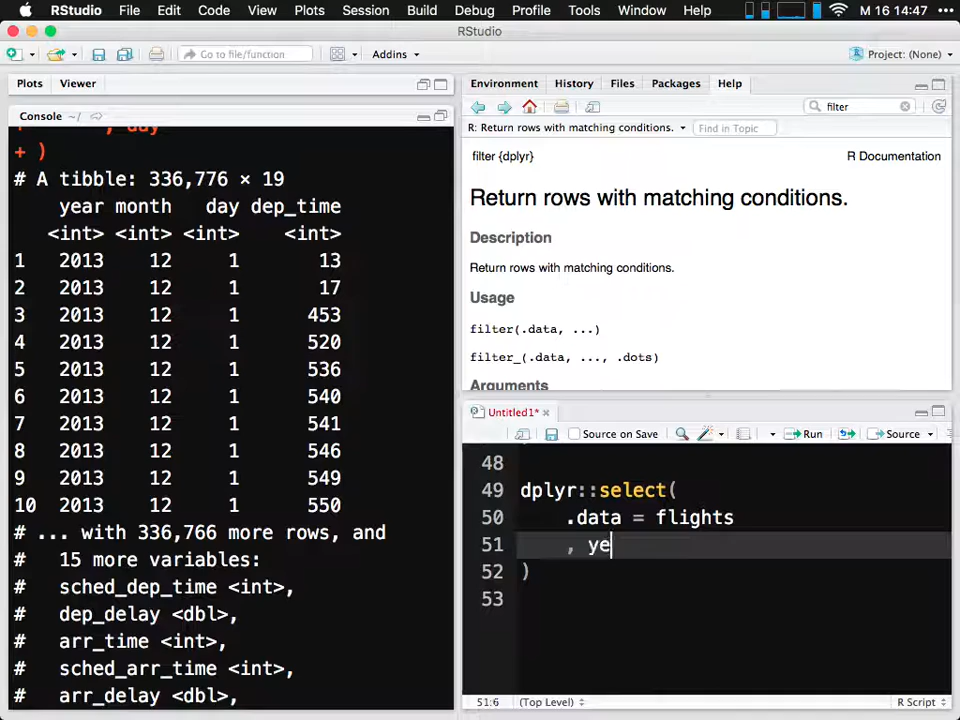 RStudio File Edit Code View Plots Session Build Debug Profile Tools Window Help M 16 14:47
RStudio
Go to file/function Addins Project: (None)
Plots Viewer
Console ~/
+ , day
+ )
# A tibble: 336,776 × 19
year month day dep_time
<int> <int> <int> <int>
1 2013 12 1 13
2 2013 12 1 17
3 2013 12 1 453
4 2013 12 1 520
5 2013 12 1 536
6 2013 12 1 540
7 2013 12 1 541
8 2013 12 1 546
9 2013 12 1 549
10 2013 12 1 550
# ... with 336,766 more rows, and
# 15 more variables:
# sched_dep_time <int>,
# dep_delay <dbl>,
# arr_time <int>,
# sched_arr_time <int>,
# arr_delay <dbl>,
Environment History Files Packages Help
filter
R: Return rows with matching conditions. Find in Topic
filter {dplyr} R Documentation
Return rows with matching conditions.
Description
Return rows with matching conditions.
Usage
filter(.data, ...)
filter_(.data, ..., .dots)
Arguments
Untitled1*
Source on Save Run Source
48
49 dplyr::select(
50 .data = flights
51 , ye
52 )
53
51:6 (Top Level) R Script